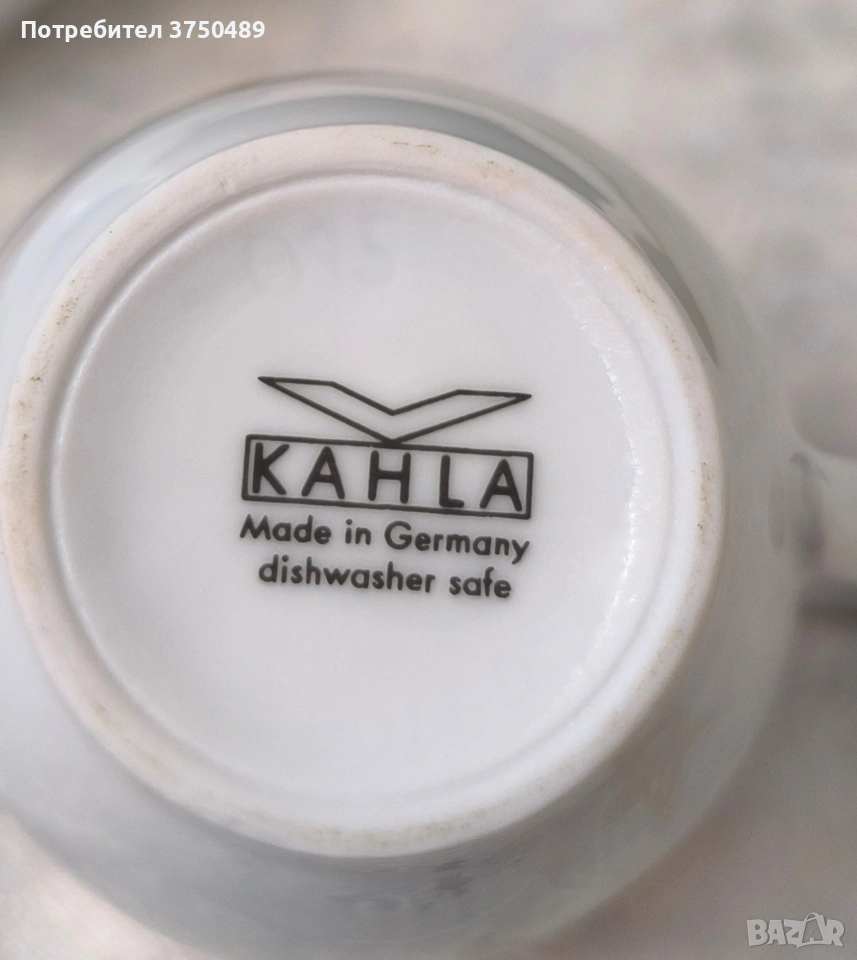 Потребител 3750489
KAHLA
Made in Germany
dishwasher safe
BAZAR